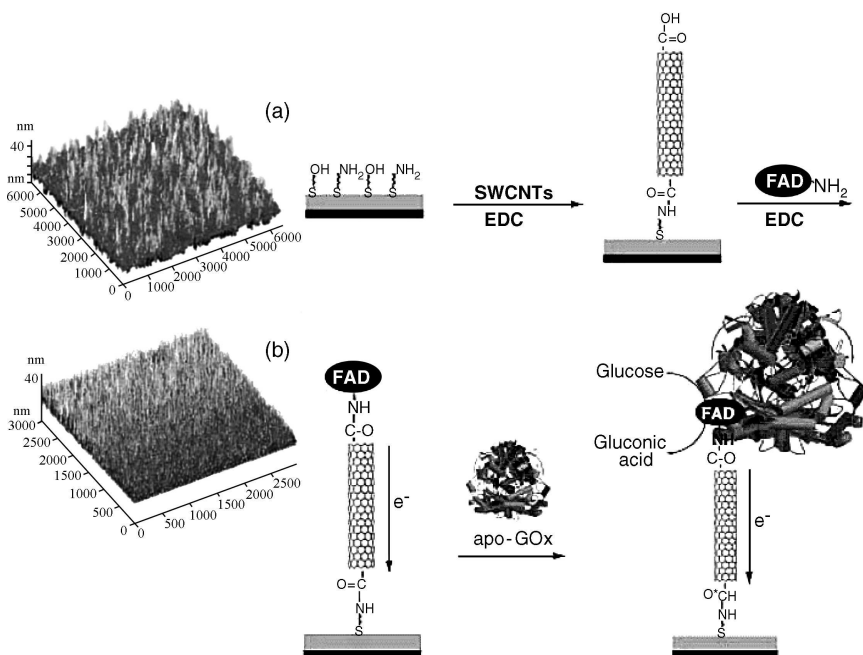 (a)
nm
40
6000
5000
4000
3000
2000
1000
0
0
1000
2000
3000
4000
5000
6000
OH NH2 OH NH2
S S S S
SWCNTs
EDC
OH
C=O
O=C
NH
S
FAD NH2
EDC
(b)
nm
40
3000
2500
2000
1500
1000
500
0
0
500
1000
1500
2000
2500
FAD
NH
C-O
e-
O=C
NH
S
apo-GOx
Glucose
FAD
Gluconic
acid
NH
C-O
e-
O*CH
NH
S